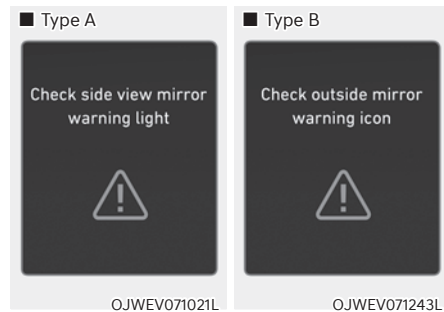 ■ Type A
Check side view mirror
warning light
OJWEV071021L
■ Type B
Check outside mirror
warning icon
OJWEV071243L